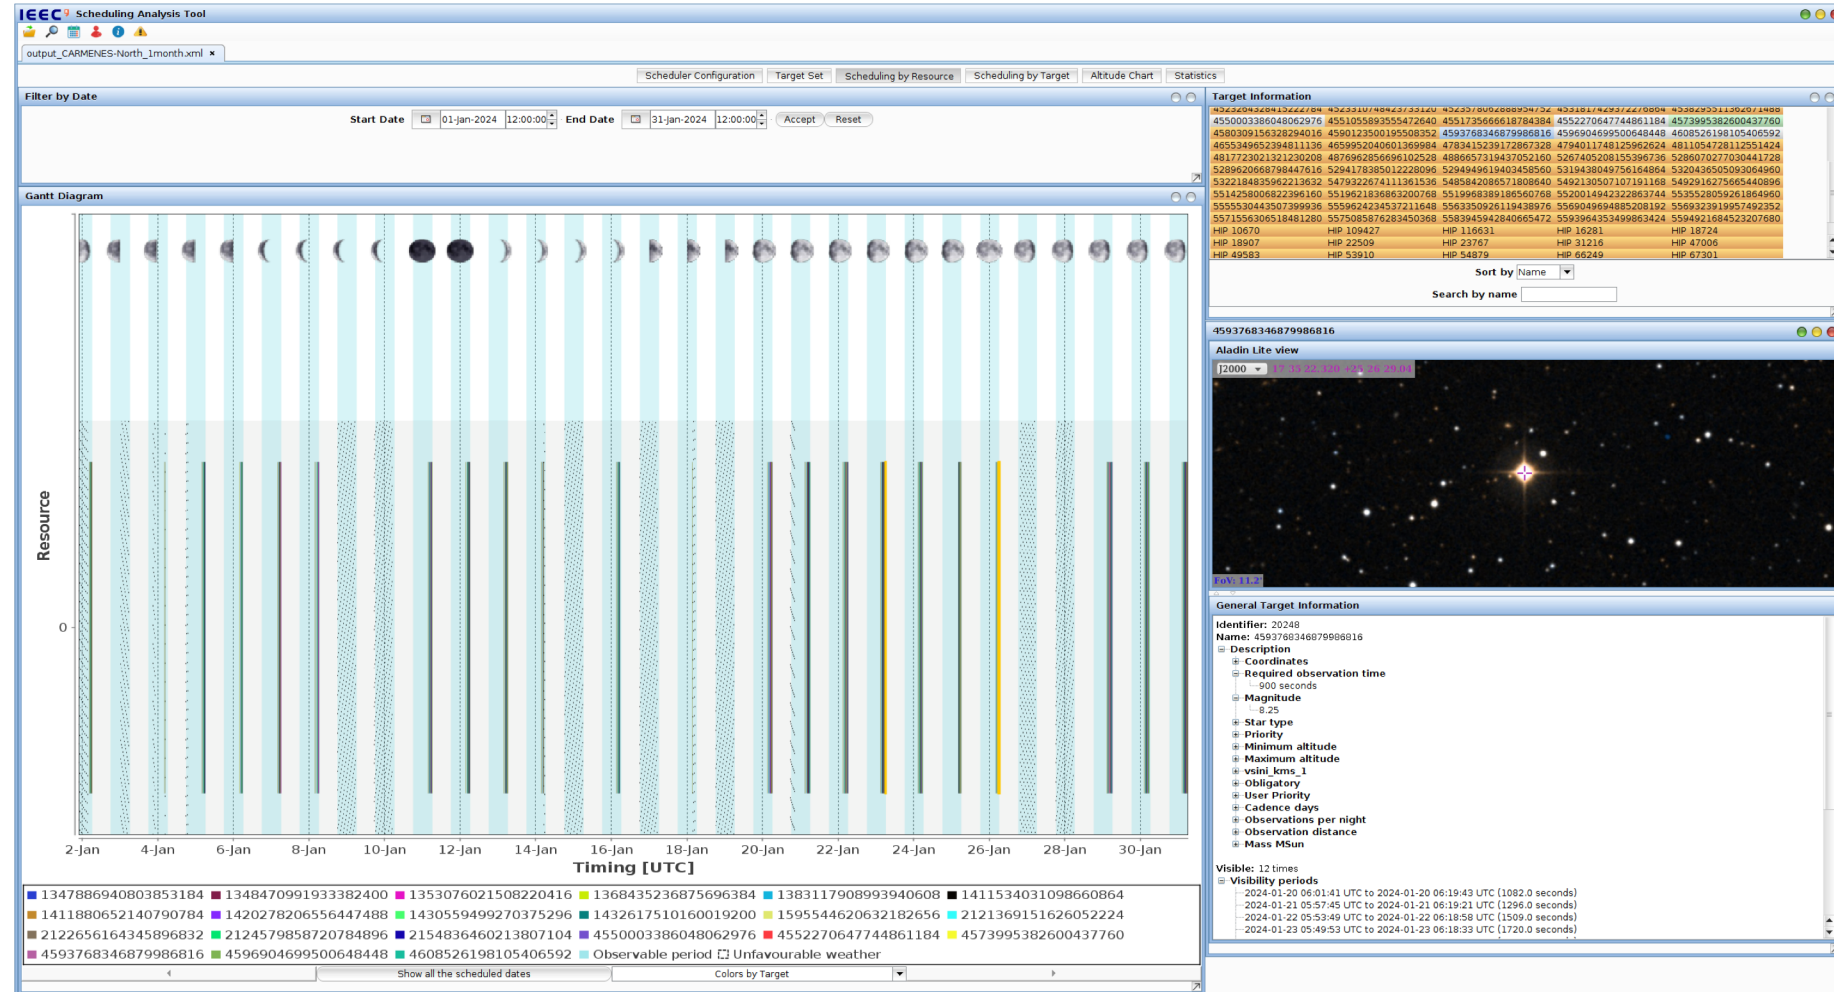 IEEC Scheduling Analysis Tool
output_CARMENES-North_1month.xml ×
Scheduler Configuration Target Set Scheduling by Resource Scheduling by Target Altitude Chart Statistics
Filter by Date
Start Date 01-Jan-2024 12:00:00 End Date 31-Jan-2024 12:00:00 Accept Reset
Gantt Diagram
Resource
0
2-Jan 4-Jan 6-Jan 8-Jan 10-Jan 12-Jan 14-Jan 16-Jan 18-Jan 20-Jan 22-Jan 24-Jan 26-Jan 28-Jan 30-Jan
Timing [UTC]
1347886940803853184 1348470991933382400 1353076021508220416 1368435236875696384 1383117908993940608 1411534031098660864
1411880652140790784 1420278206556447488 1430559499270375296 1432617510160019200 1595544620632182656 2121369151626052224
2122656164345896832 2124579858720784896 2154836460213807104 4550003386048062976 4552270647744861184 4573995382600437760
4593768346879986816 4596904699500648448 4608526198105406592 Observable period Unfavourable weather
Show all the scheduled dates Colors by Target
Target Information
4523264328415222784 4523310748423733120 4523578062888954752 4531817429372276864 4538295511362671488
4550003386048062976 4551055893555472640 4551735666618784384 4552270647744861184 4573995382600437760
4580309156328294016 4590123500195508352 4593768346879986816 4596904699500648448 4608526198105406592
4655349652394811136 4659952040601369984 4783415239172867328 4794011748125962624 4811054728112551424
4817723021321230208 4876962856696102528 4886657319437052160 5267405208155396736 5286070277030441728
5289620668798447616 5294178385012228096 5294949619403458560 5319438049756164864 5320436505093064960
5322184835962213632 5479322674111361536 5485842086571808640 5492130507107191168 5492916275665440896
5514258006822396160 5519621836863200768 5519968389186560768 5520014942322863744 5535528059261864960
5555530443507399936 5559624234537211648 5563350926119438976 5569049694885208192 5569323919957492352
5571556306518481280 5575085876283450368 5583945942840665472 5593964353499863424 5594921684523207680
HIP 10670 HIP 109427 HIP 116631 HIP 16281 HIP 18724
HIP 18907 HIP 22509 HIP 23767 HIP 31216 HIP 47006
HIP 49583 HIP 53910 HIP 54879 HIP 66249 HIP 67301
Sort by Name
Search by name
4593768346879986816
Aladin Lite view
J2000 17 35 22.320 +25 26 29.04
FoV: 11.2'
General Target Information
Identifier: 20248
Name: 4593768346879986816
Description
Coordinates
Required observation time
900 seconds
Magnitude
8.25
Star type
Priority
Minimum altitude
Maximum altitude
vsini_kms_1
Obligatory
User Priority
Cadence days
Observations per night
Observation distance
Mass MSun
Visible: 12 times
Visibility periods
2024-01-20 06:01:41 UTC to 2024-01-20 06:19:43 UTC (1082.0 seconds)
2024-01-21 05:57:45 UTC to 2024-01-21 06:19:21 UTC (1296.0 seconds)
2024-01-22 05:53:49 UTC to 2024-01-22 06:18:58 UTC (1509.0 seconds)
2024-01-23 05:49:53 UTC to 2024-01-23 06:18:33 UTC (1720.0 seconds)